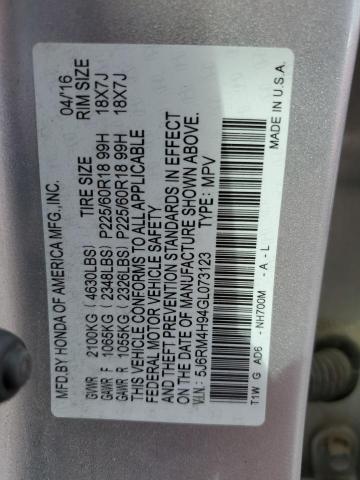 MFD.BY HONDA OF AMERICA MFG.,INC. 04/16
TIRE SIZE RIM SIZE
GVWR 2100KG (4630LBS)
GAWR F 1065KG (2348LBS) P225/60R18 99H 18X7J
GAWR R 1055KG (2326LBS) P225/60R18 99H 18X7J
THIS VEHICLE CONFORMS TO ALL APPLICABLE
FEDERAL MOTOR VEHICLE SAFETY
AND THEFT PREVENTION STANDARDS IN EFFECT
ON THE DATE OF MANUFACTURE SHOWN ABOVE.
V.I.N.: 5J6RM4H94GL073123 TYPE: MPV
T1W G AD6 - NH700M - A - L MADE IN U.S.A.